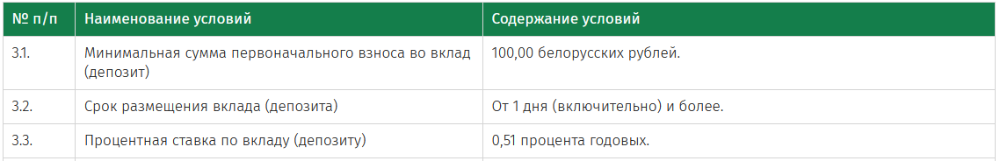 № п/п Наименование условий Содержание условий
3.1. Минимальная сумма первоначального взноса во вклад 100,00 белорусских рублей.
(депозит)
3.2. Срок размещения вклада (депозита) От 1 дня (включительно) и более.
3.3. Процентная ставка по вкладу (депозиту) 0,51 процента годовых.